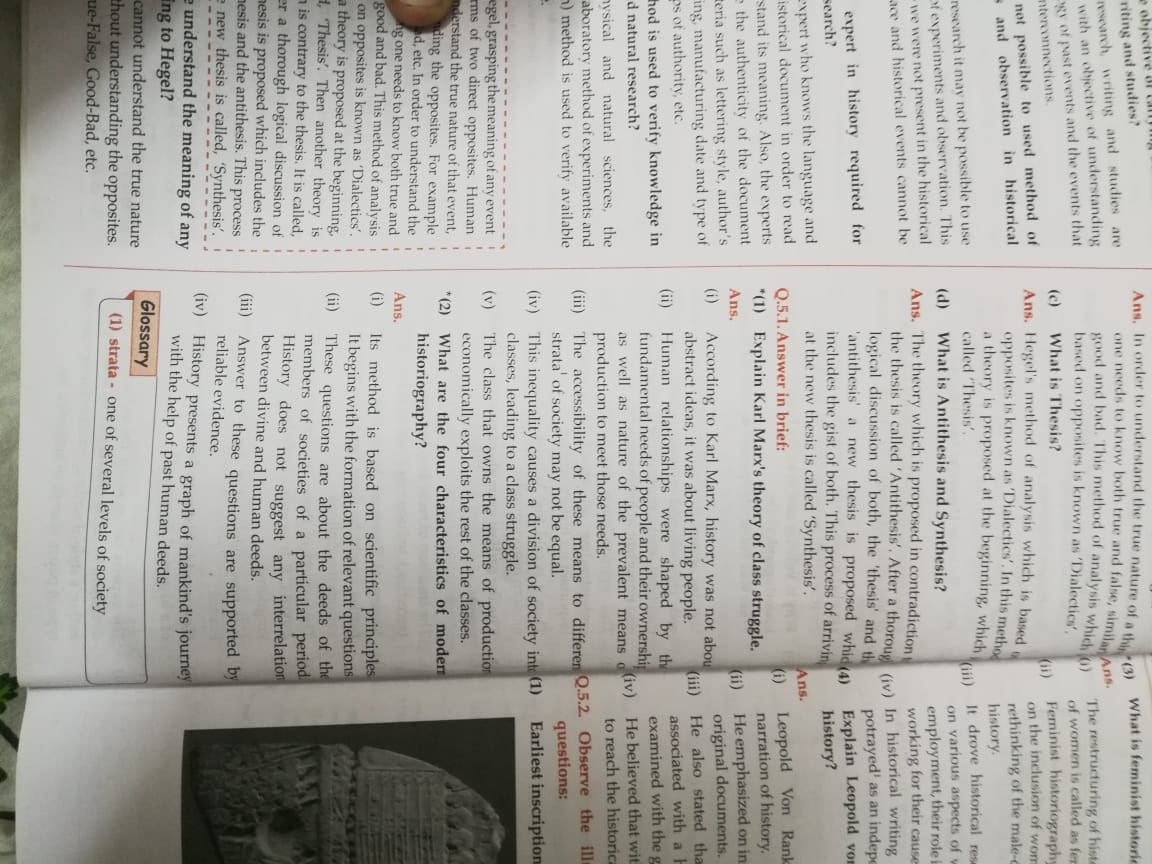 e objective of
riting and studies?
research, writing and studies are
with an objective of understanding
gy of past events and the events that
nterconnections.
not possible to used method of
s and observation in historical
research it may not be possible to use
of experiments and observation. This
we were not present in the historical
ace and historical events cannot be
expert in history required for
search?
expert who knows the language and
istorical document in order to read
stand its meaning. Also, the experts
the authenticity of the document
teria such as lettering style, author's
ing, manufacturing date and type of
ps of authority, etc.
hod is used to verify knowledge in
d natural research?
hysical and natural sciences, the
aboratory method of experiments and
n) method is used to verify available
egel, grasping the meaning of any event
rms of two direct opposites. Human
nderstand the true nature of that event,
ding the opposites. For example
ad, etc. In order to understand the
ng one needs to know both true and
good and bad. This method of analysis
on opposites is known as 'Dialectics'.
a theory is proposed at the beginning,
d, 'Thesis'. Then another theory is
n is contrary to the thesis. It is called,
er a thorough logical discussion of
hesis is proposed which includes the
hesis and the antithesis. This process
e new thesis is called, 'Synthesis'.
e understand the meaning of any
ing to Hegel?
cannot understand the true nature
thout understanding the opposites.
ue-False, Good-Bad, etc.
Ans. In order to understand the true nature of a thi
one needs to know both true and false, similar
good and bad. This method of analysis which
based on opposites is known as 'Dialectics'.
(c) What is Thesis?
Ans. Hegel's method of analysis which is based
opposites is known as 'Dialectics'. In this method
a theory is proposed at the beginning, which
called 'Thesis'.
(d) What is Antithesis and Synthesis?
Ans. The theory which is proposed in contradiction t
the thesis is called 'Antithesis'. After a thoroug
logical discussion of both, the 'thesis' and th
'antithesis' a new thesis is proposed whic
includes the gist of both. This process of arrivin
at the new thesis is called 'Synthesis'.
Q.5.1. Answer in brief:
*(1) Explain Karl Marx's theory of class struggle.
Ans.
(i) According to Karl Marx, history was not abou
abstract ideas, it was about living people.
(ii) Human relationships were shaped by th
fundamental needs of people and their ownership
as well as nature of the prevalent means o
production to meet those needs.
(iii) The accessibility of these means to differen
strata¹ of society may not be equal.
(iv) This inequality causes a division of society int
classes, leading to a class struggle.
(v) The class that owns the means of production
economically exploits the rest of the classes.
*(2) What are the four characteristics of modern
historiography?
Ans.
(i) Its method is based on scientific principles
It begins with the formation of relevant questions
(ii) These questions are about the deeds of the
members of societies of a particular period
History does not suggest any interrelation
between divine and human deeds.
(iii) Answer to these questions are supported by
reliable evidence.
(iv) History presents a graph of mankind's journey
with the help of past human deeds.
Glossary
(1) strata - one of several levels of society
*(3) What is feminist histori
Ans.
(i) The restructuring of his
of women is called as fe
(ii) Feminist historiography
on the inclusion of wom
rethinking of the male
history.
(iii) It drove historical res
on various aspects of w
employment, their role i
working for their cause
(iv) In historical writing
portrayed¹ as an indepe
(4) Explain Leopold von
history?
Ans.
(i) Leopold Von Rank
narration of history.
(ii) He emphasized on in
original documents.
(iii) He also stated tha
associated with a h
examined with the g
(iv) He believed that wit
to reach the historica
Q.5.2. Observe the illu
questions:
(1) Earliest inscription